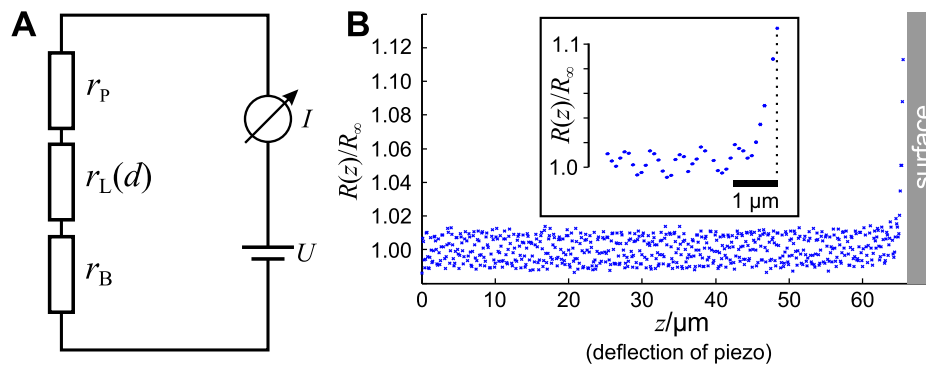 A
r_P
r_L(d)
r_B
I
U
B
R(z)/R_∞
1.12
1.10
1.08
1.06
1.04
1.02
1.00
0
10
20
30
40
50
60
z/µm
(deflection of piezo)
R(z)/R_∞
1.1
1.0
1 µm
surface